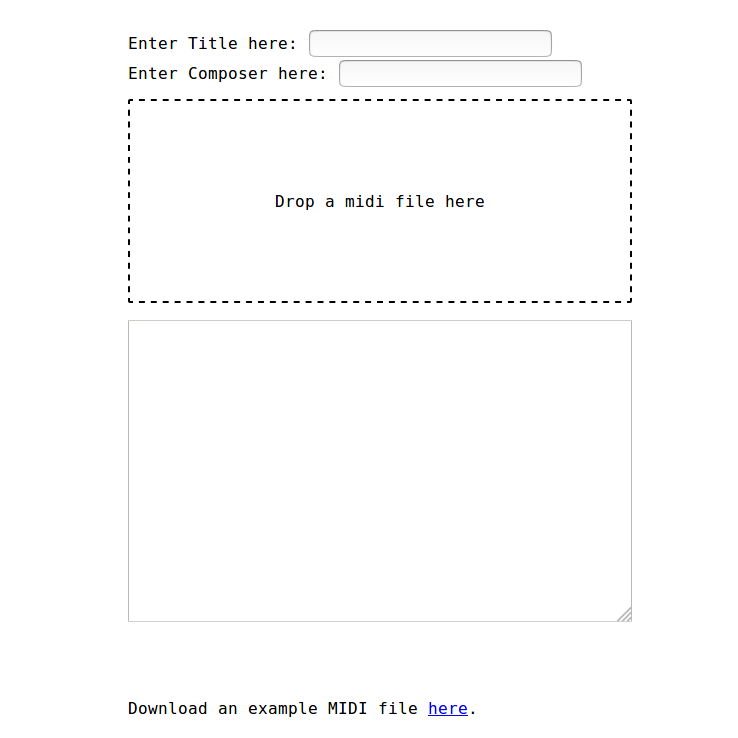 Enter Title here:
Enter Composer here:
Drop a midi file here
Download an example MIDI file here.